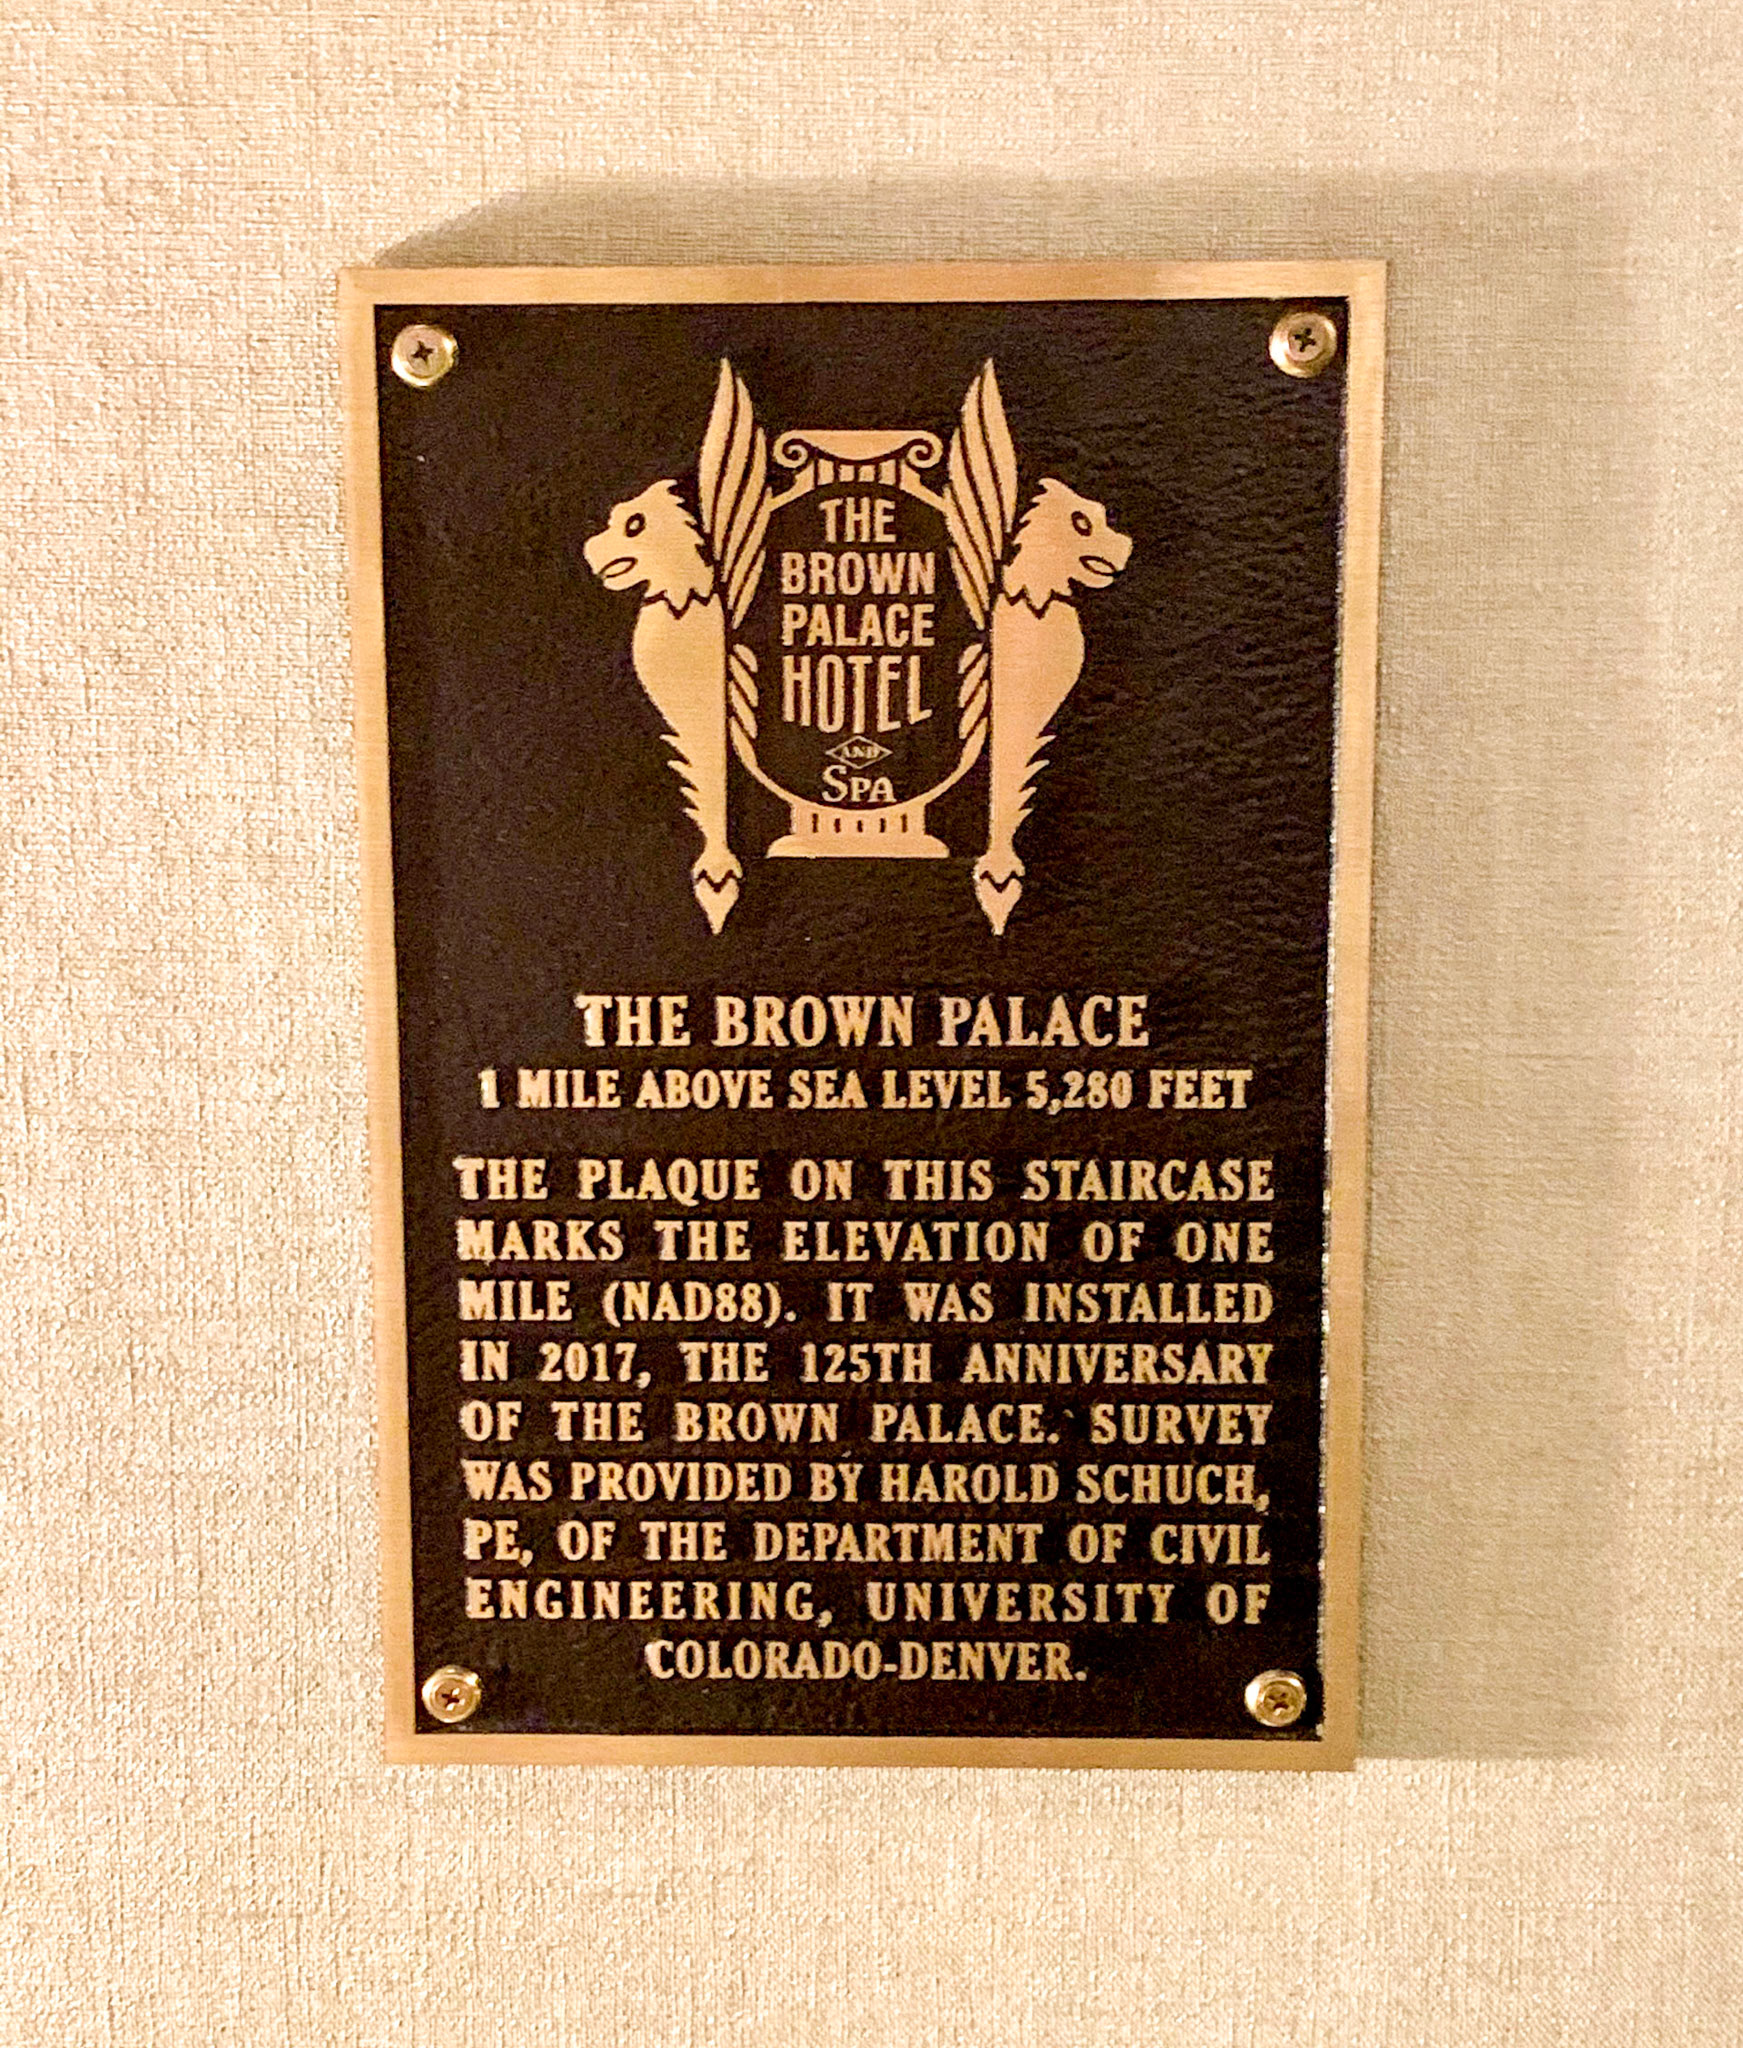 THE
BROWN
PALACE
HOTEL
AND
SPA
THE BROWN PALACE
1 MILE ABOVE SEA LEVEL 5,280 FEET
THE PLAQUE ON THIS STAIRCASE
MARKS THE ELEVATION OF ONE
MILE (NAD88). IT WAS INSTALLED
IN 2017, THE 125TH ANNIVERSARY
OF THE BROWN PALACE. SURVEY
WAS PROVIDED BY HAROLD SCHUCH,
PE, OF THE DEPARTMENT OF CIVIL
ENGINEERING, UNIVERSITY OF
COLORADO-DENVER.